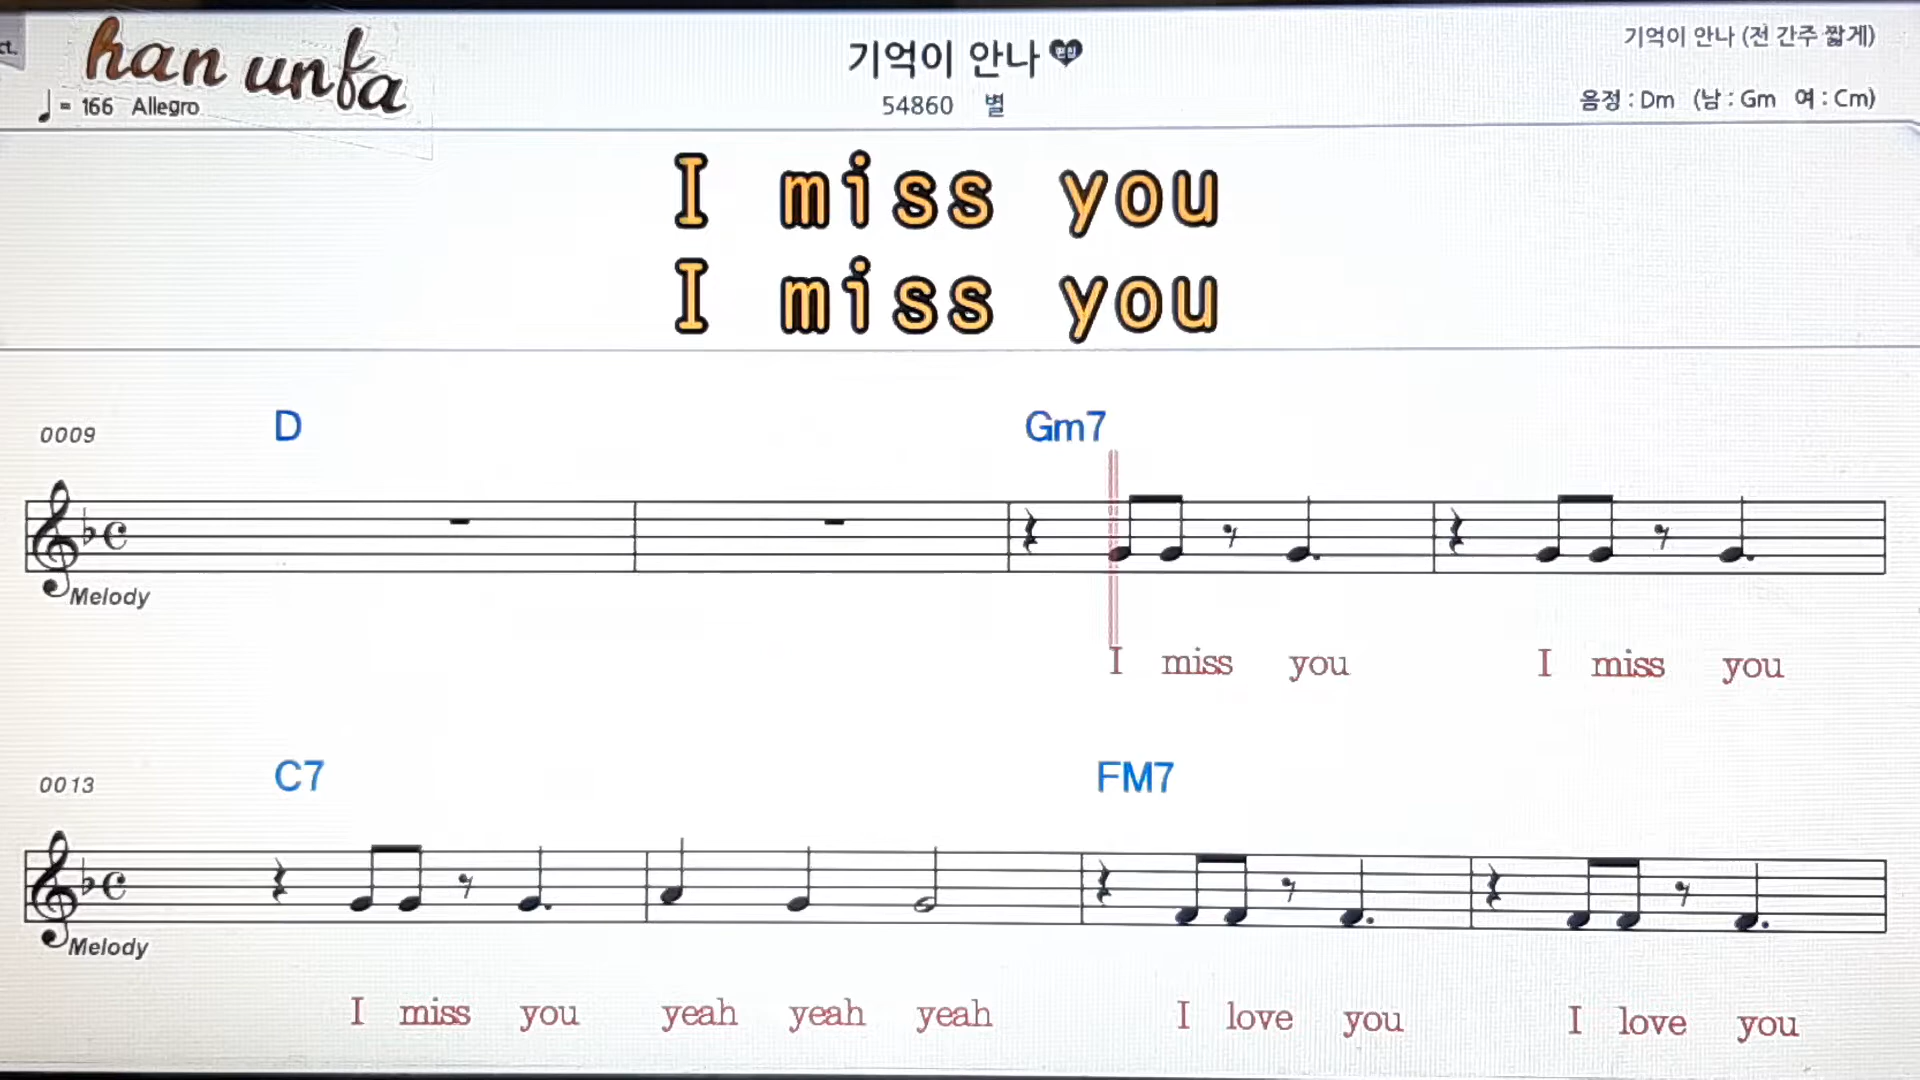 ct.
han unfa
기억이 안나
기억이 안나 (전 간주 짧게)
♩ = 166 Allegro
54860 별
음정 : Dm (남 : Gm 여 : Cm)
I miss you
I miss you
0009 D Gm7
Melody
I miss you I miss you
0013 C7 FM7
Melody
I miss you yeah yeah yeah I love you I love you